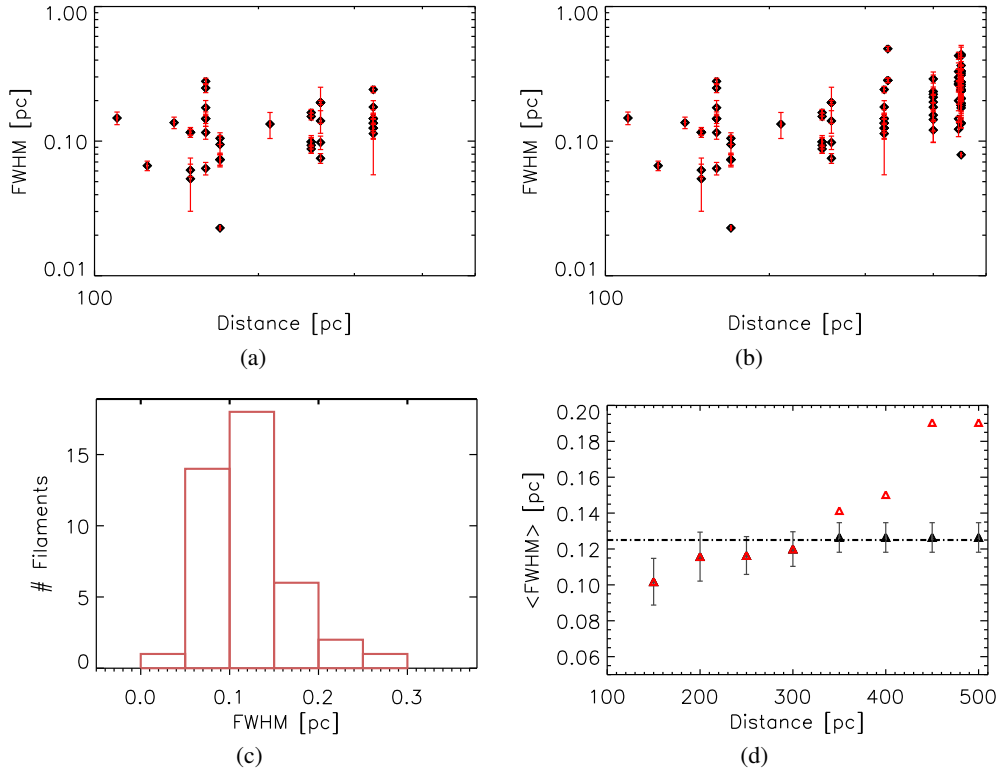 1.00
0.10
0.01
FWHM [pc]
100
Distance [pc]
(a)
1.00
0.10
0.01
FWHM [pc]
100
Distance [pc]
(b)
15
10
5
0
# Filaments
0.0 0.1 0.2 0.3
FWHM [pc]
(c)
0.20
0.18
0.16
0.14
0.12
0.10
0.08
0.06
<FWHM> [pc]
100 200 300 400 500
Distance [pc]
(d)